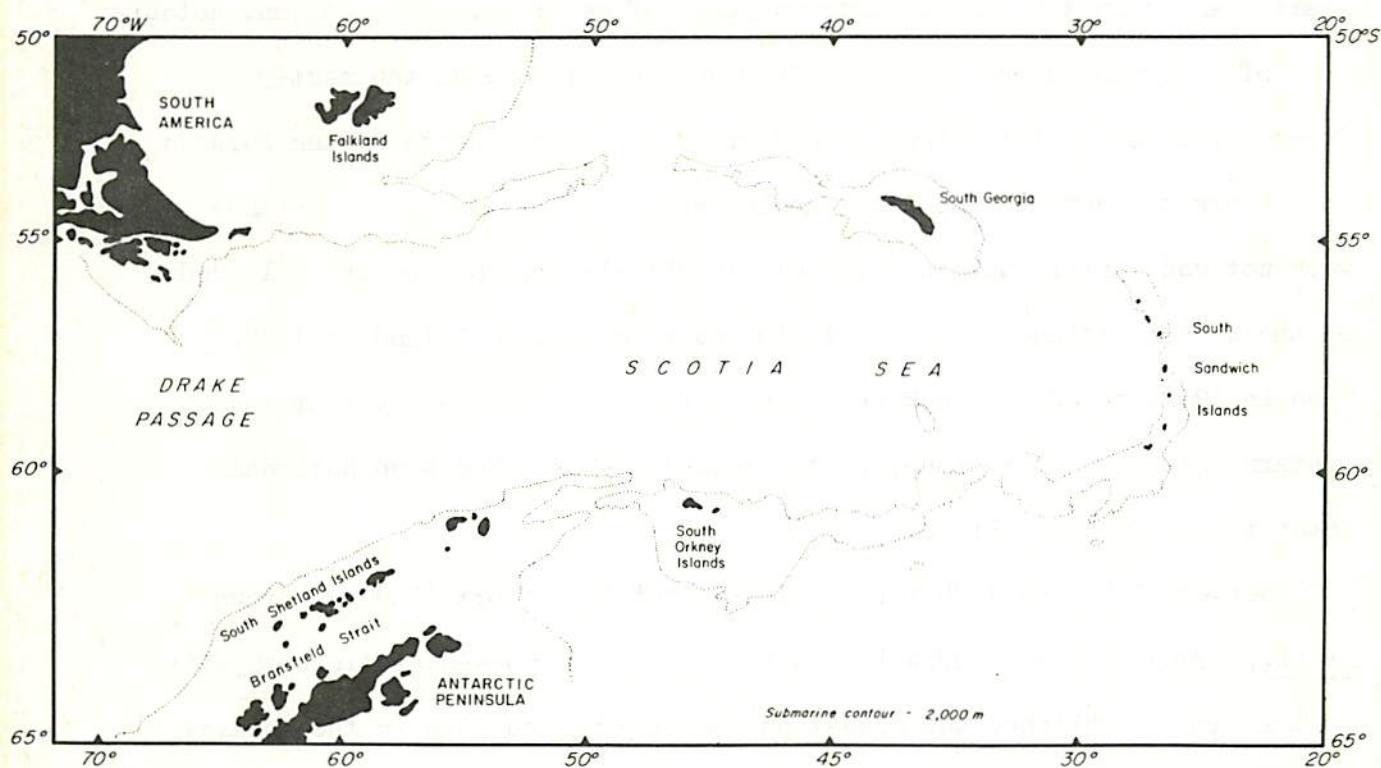 70°W 60° 50° 40° 30° 20°
50° 50°S
SOUTH
AMERICA
Falkland
Islands
South Georgia
55° 55°
South
Sandwich
Islands
SCOTIA SEA
DRAKE
PASSAGE
60° 60°
South
Orkney
Islands
South Shetland Islands
Bransfield Strait
ANTARCTIC
PENINSULA
Submarine contour - 2,000 m
65° 65°
70° 60° 50° 45° 30° 20°